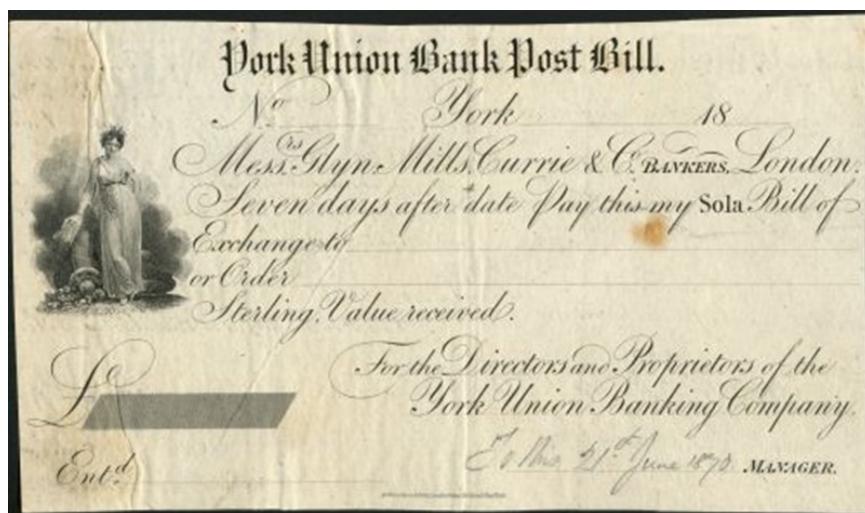 York Union Bank Post Bill.
No York 18
Messrs. Glyn, Mills, Currie & Co. BANKERS, London.
Seven days after date Pay this my Sola Bill of
Exchange to
or Order
Sterling, Value received.
For the Directors and Proprietors of the
£ York Union Banking Company.
21st June 1873 MANAGER.
Entd.